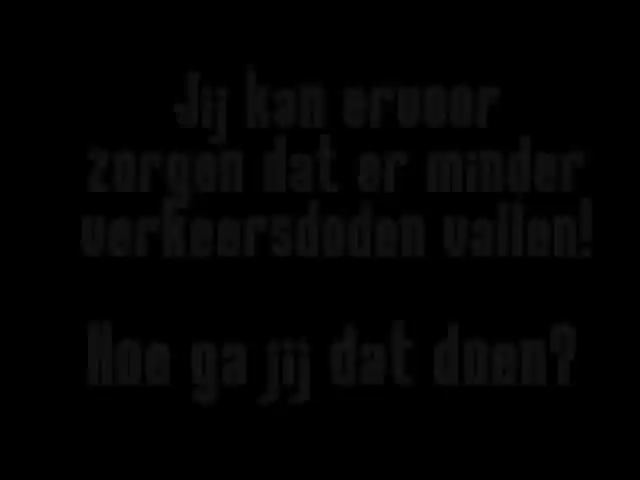 Jij kan ervoor
zorgen dat er minder
verkeersdoden vallen!
Hoe ga jij dat doen?